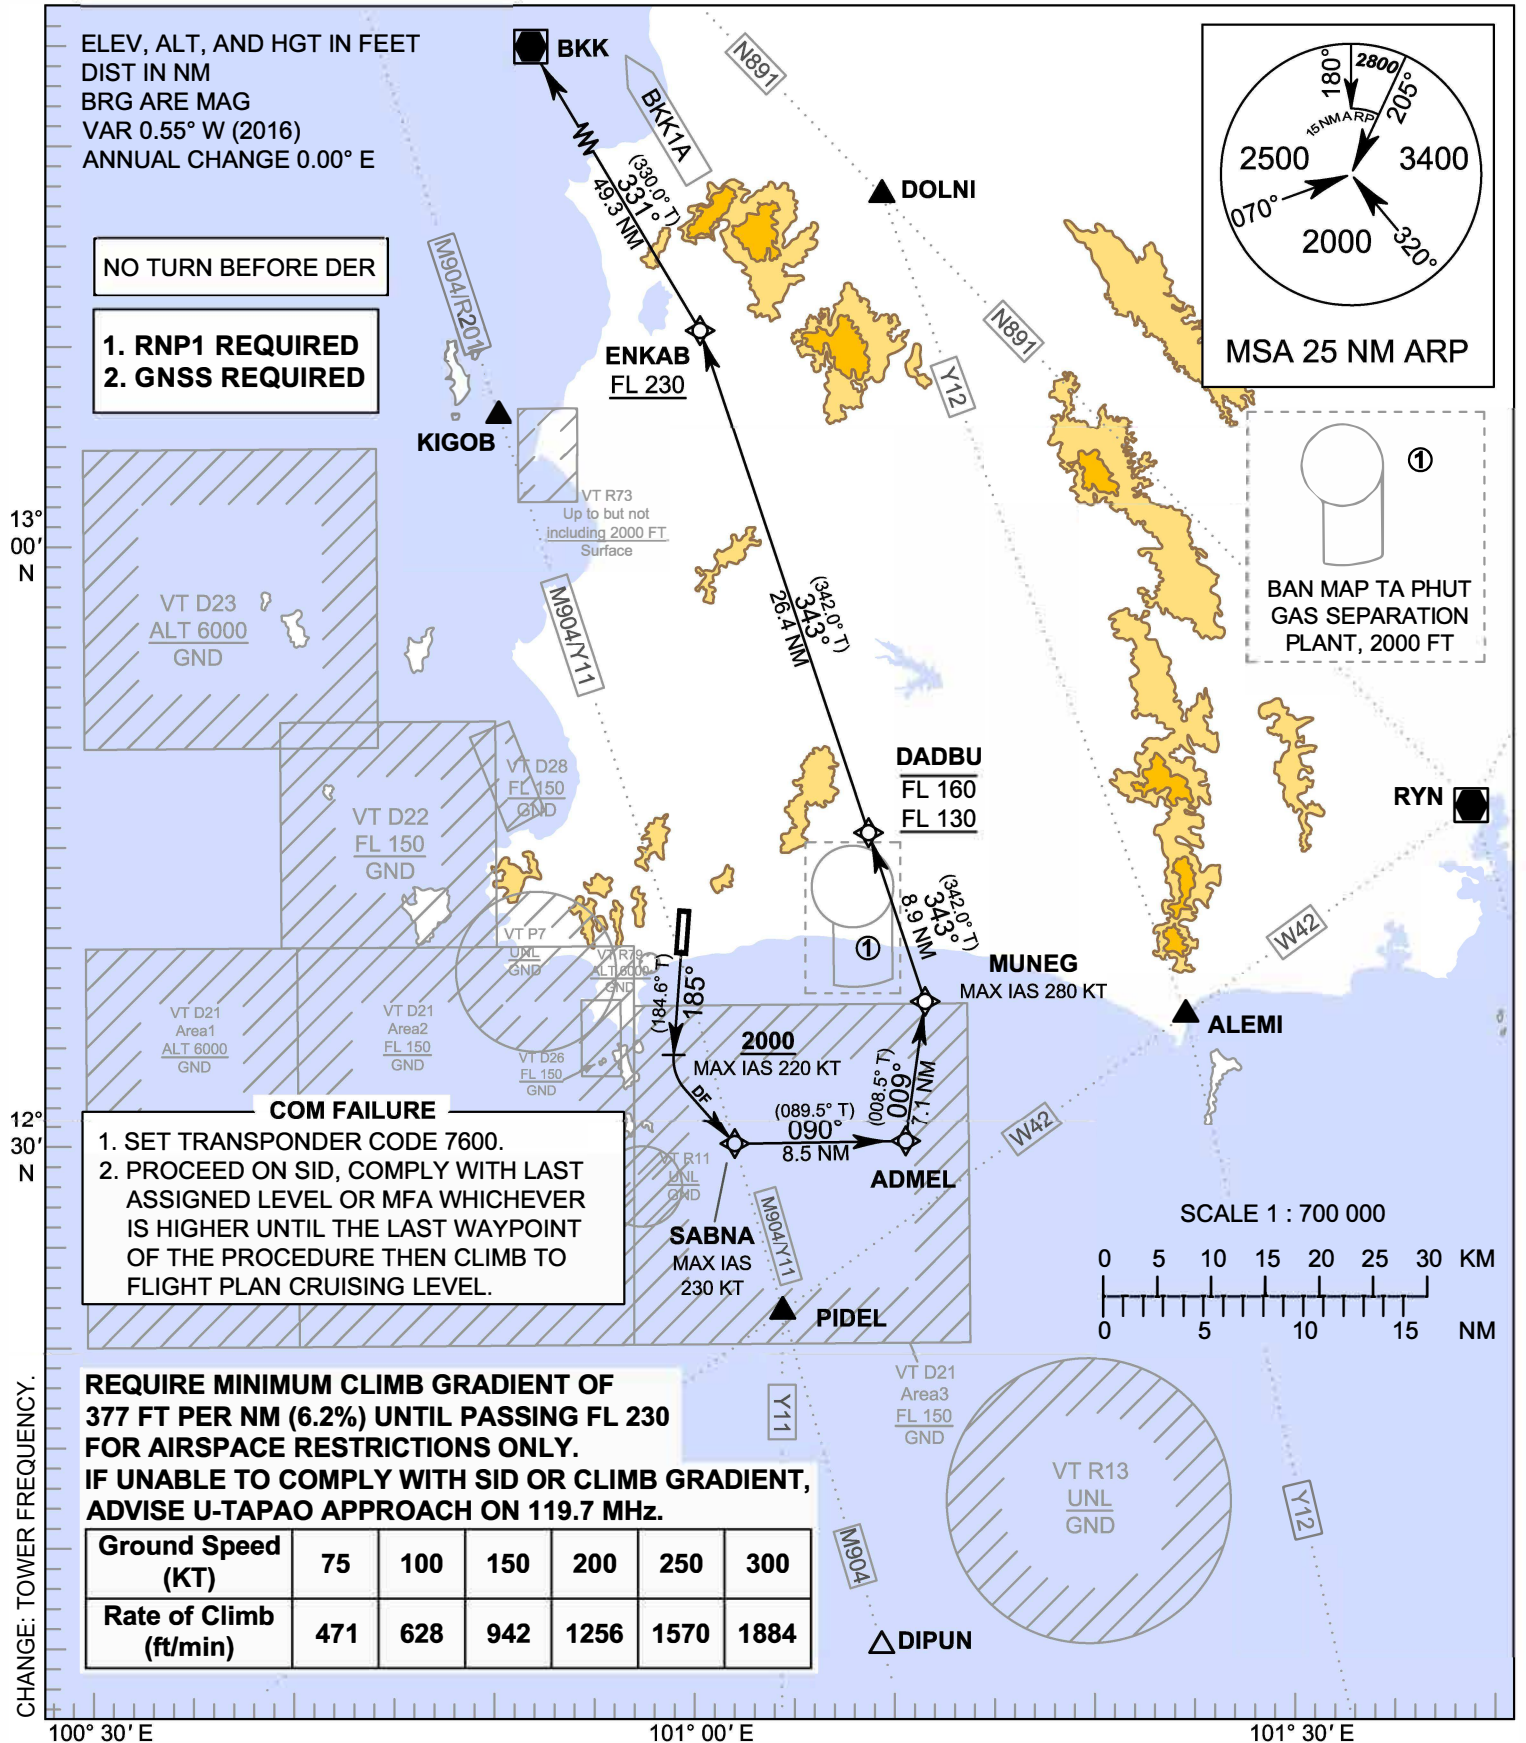 ELEV, ALT, AND HGT IN FEET
DIST IN NM
BRG ARE MAG
VAR 0.55° W (2016)
ANNUAL CHANGE 0.00° E
NO TURN BEFORE DER
1. RNP1 REQUIRED
2. GNSS REQUIRED
BKK
BKK1A
N891
DOLNI
180°
2800
205°
15NM ARP
2500
3400
070°
2000
320°
MSA 25 NM ARP
(330.0° T)
331°
49.3 NM
M904/R201
ENKAB
FL 230
KIGOB
N891
Y12
VT R73
Up to but not
including 2000 FT
Surface
①
BAN MAP TA PHUT
GAS SEPARATION
PLANT, 2000 FT
13°
00′
N
VT D23
ALT 6000
GND
M904/Y11
(342.0° T)
343°
26.4 NM
VT D28
FL 150
GND
VT D22
FL 150
GND
DADBU
FL 160
FL 130
RYN
(342.0° T)
343°
8.9 NM
①
W42
VT P7
UNL
GND
VT R79
ALT 6000
GND
MUNEG
MAX IAS 280 KT
ALEMI
VT D21
Area1
ALT 6000
GND
VT D21
Area2
FL 150
GND
VT D26
FL 150
GND
(184.6° T)
185°
2000
MAX IAS 220 KT
DF
(089.5° T)
090°
8.5 NM
(008.5° T)
009°
7.1 NM
ADMEL
W42
12°
30′
N
COM FAILURE
1. SET TRANSPONDER CODE 7600.
2. PROCEED ON SID, COMPLY WITH LAST
ASSIGNED LEVEL OR MFA WHICHEVER
IS HIGHER UNTIL THE LAST WAYPOINT
OF THE PROCEDURE THEN CLIMB TO
FLIGHT PLAN CRUISING LEVEL.
VT R11
UNL
GND
SABNA
MAX IAS
230 KT
M904/Y11
PIDEL
SCALE 1 : 700 000
0 5 10 15 20 25 30 KM
0 5 10 15 NM
REQUIRE MINIMUM CLIMB GRADIENT OF
377 FT PER NM (6.2%) UNTIL PASSING FL 230
FOR AIRSPACE RESTRICTIONS ONLY.
IF UNABLE TO COMPLY WITH SID OR CLIMB GRADIENT,
ADVISE U-TAPAO APPROACH ON 119.7 MHz.
Ground Speed (KT) 75 100 150 200 250 300
Rate of Climb (ft/min) 471 628 942 1256 1570 1884
Y11
VT D21
Area3
FL 150
GND
VT R13
UNL
GND
Y12
M904
DIPUN
CHANGE: TOWER FREQUENCY.
100° 30′ E
101° 00′ E
101° 30′ E